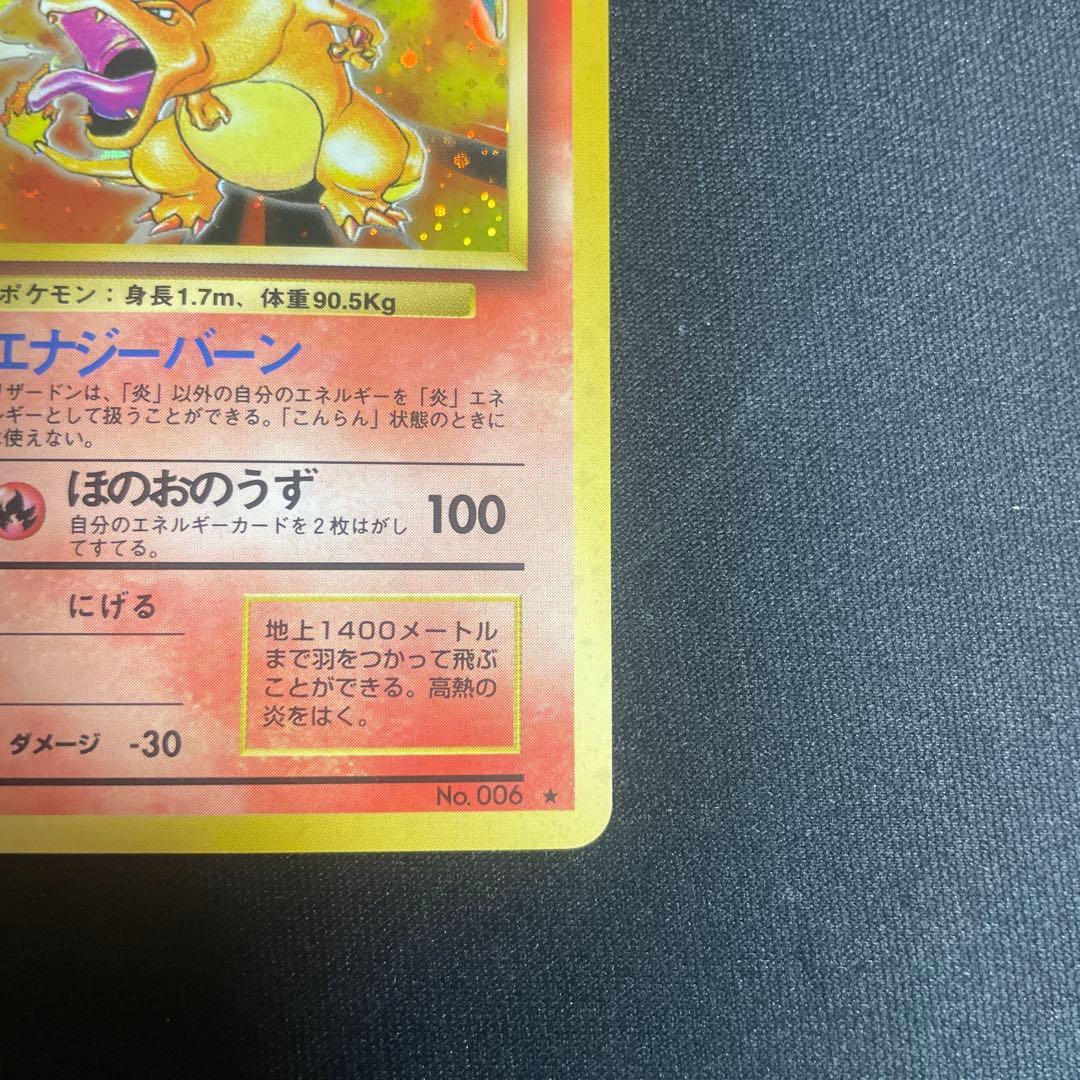 ポケモン：身長1.7m、体重90.5Kg
エナジーバーン
リザードンは、「炎」以外の自分のエネルギーを「炎」エネ
ルギーとして扱うことができる。「こんらん」状態のときに
は使えない。
ほのおのうず 100
自分のエネルギーカードを2枚はがし
てすてる。
にげる
地上1400メートル
まで羽をつかって飛ぶ
ことができる。高熱の
炎をはく。
ダメージ -30
No.006 ★